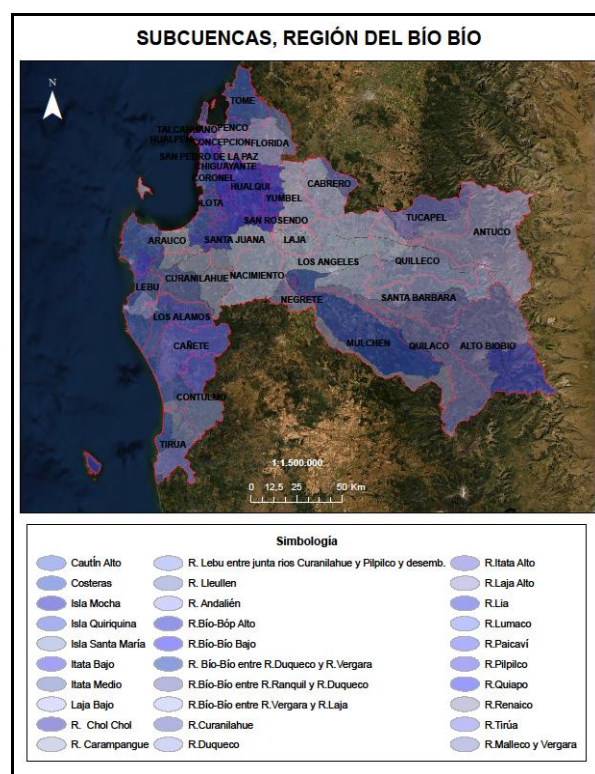 SUBCUENCAS, REGIÓN DEL BÍO BÍO
N
TOME
TALCAHUANO
PENCO
HUALPEN
CONCEPCION
FLORIDA
SAN PEDRO DE LA PAZ
CHIGUAYANTE
CORONEL
HUALQUI
CABRERO
LOTA
YUMBEL
TUCAPEL
SAN ROSENDO
ANTUCO
ARAUCO
SANTA JUANA
LAJA
LOS ANGELES
QUILLECO
CURANILAHUE
NACIMIENTO
LEBU
NEGRETE
SANTA BARBARA
LOS ALAMOS
CAÑETE
MULCHEN
QUILACO
ALTO BIOBIO
CONTULMO
TIRUA
1:1.500.000
0 12,5 25 50 Km
Simbología
Cautín Alto
Costeras
Isla Mocha
Isla Quiriquina
Isla Santa María
Itata Bajo
Itata Medio
Laja Bajo
R. Chol Chol
R. Carampangue
R. Lebu entre junta rios Curanilahue y Pilpilco y desemb.
R. Lleullen
R. Andalién
R.Bío-Bóp Alto
R.Bío-Bío Bajo
R. Bío-Bío entre R.Duqueco y R.Vergara
R.Bío-Bío entre R.Ranquil y R.Duqueco
R.Bío-Bío entre R.Vergara y R.Laja
R.Curanilahue
R.Duqueco
R.Itata Alto
R.Laja Alto
R.Lia
R.Lumaco
R.Paicaví
R.Pilpilco
R.Quiapo
R.Renaico
R.Tirúa
R.Malleco y Vergara